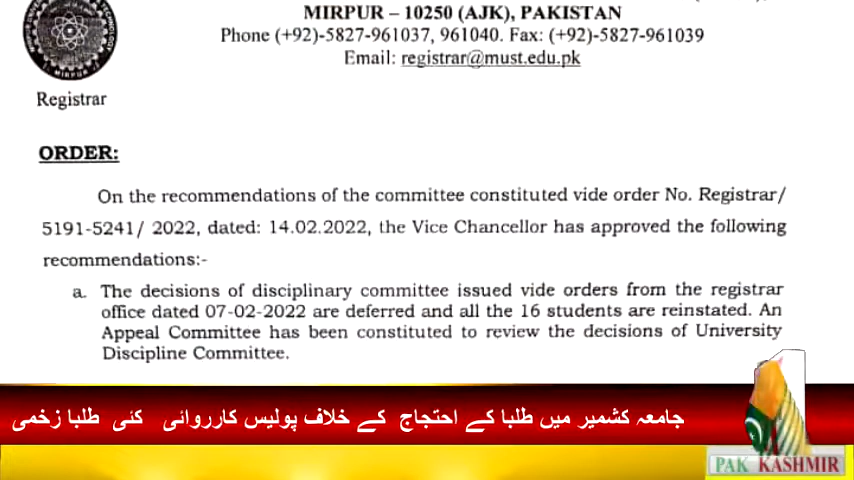 MIRPUR – 10250 (AJK), PAKISTAN
Phone (+92)-5827-961037, 961040. Fax: (+92)-5827-961039
Email: registrar@must.edu.pk
MIRPUR
Registrar
ORDER:
On the recommendations of the committee constituted vide order No. Registrar/
5191-5241/ 2022, dated: 14.02.2022, the Vice Chancellor has approved the following
recommendations:-
a. The decisions of disciplinary committee issued vide orders from the registrar
office dated 07-02-2022 are deferred and all the 16 students are reinstated. An
Appeal Committee has been constituted to review the decisions of University
Discipline Committee.
جامعہ کشمیر میں طلبا کے احتجاج کے خلاف پولیس کارروائی کئی طلبا زخمی
PAK KASHMIR